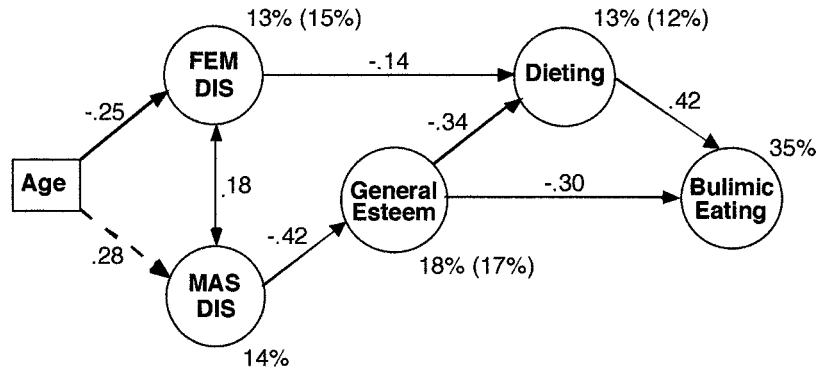 13% (15%)
13% (12%)
FEM
DIS
-.14
Dieting
-.25
.42
-.34
35%
Age
.18
General
Esteem
-.30
Bulimic
Eating
-.42
.28
18% (17%)
MAS
DIS
14%